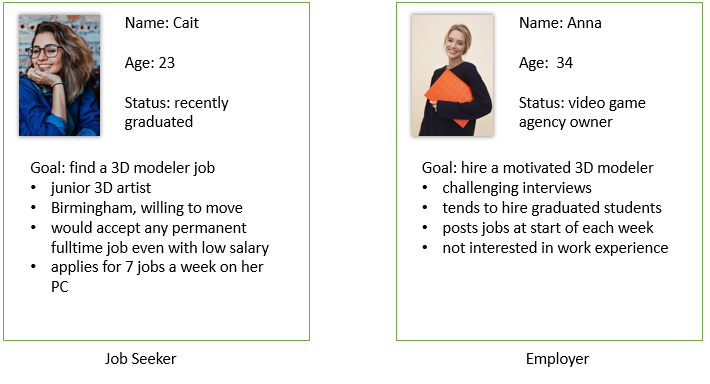 Name: Cait
Age: 23
Status: recently
graduated
Goal: find a 3D modeler job
• junior 3D artist
• Birmingham, willing to move
• would accept any permanent
fulltime job even with low salary
• applies for 7 jobs a week on her
PC
Job Seeker
Name: Anna
Age:  34
Status: video game
agency owner
Goal: hire a motivated 3D modeler
• challenging interviews
• tends to hire graduated students
• posts jobs at start of each week
• not interested in work experience
Employer